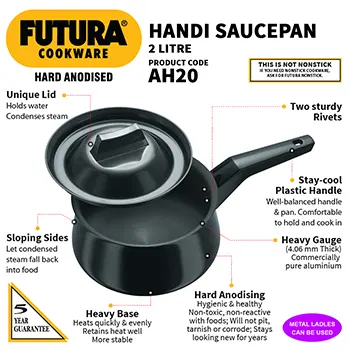 FUTURA®
COOKWARE
HARD ANODISED
HANDI SAUCEPAN
2 LITRE
PRODUCT CODE
AH20
THIS IS NOT NONSTICK
IF YOU NEED NONSTICK COOKWARE,
ASK FOR FUTURA NONSTICK.
Unique Lid
Holds water
Condenses steam
Two sturdy
Rivets
Stay-cool
Plastic Handle
Well-balanced handle
& pan. Comfortable
to hold and cook in
Sloping Sides
Let condensed
steam fall back
into food
Heavy Gauge
(4.06 mm Thick)
Commercially
pure aluminium
5
YEAR
GUARANTEE
Heavy Base
Heats quickly & evenly
Retains heat well
More stable
Hard Anodising
Hygienic & healthy
Non-toxic, non-reactive
with foods; Will not pit,
tarnish or corrode; Stays
looking new for years
METAL LADLES
CAN BE USED